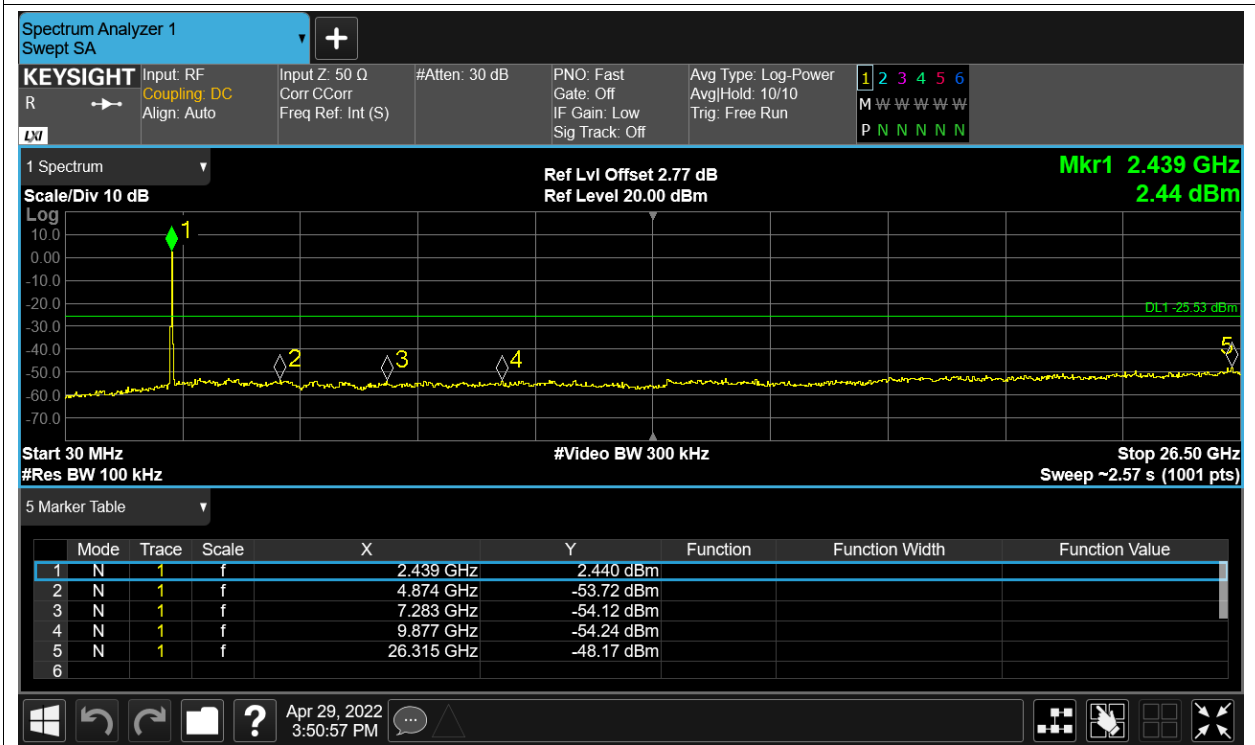 Spectrum Analyzer 1
Swept SA
KEYSIGHT
R
LXI
Input: RF
Coupling: DC
Align: Auto
Input Z: 50 Ω
Corr CCorr
Freq Ref: Int (S)
#Atten: 30 dB
PNO: Fast
Gate: Off
IF Gain: Low
Sig Track: Off
Avg Type: Log-Power
Avg|Hold: 10/10
Trig: Free Run
1 2 3 4 5 6
M W W W W W
P N N N N N
1 Spectrum
Scale/Div 10 dB
Ref Lvl Offset 2.77 dB
Ref Level 20.00 dBm
Mkr1 2.439 GHz
2.44 dBm
Log
10.0
0.00
-10.0
-20.0
-30.0
-40.0
-50.0
-60.0
-70.0
1
2
3
4
5
DL1 -25.53 dBm
Start 30 MHz
#Res BW 100 kHz
#Video BW 300 kHz
Stop 26.50 GHz
Sweep ~2.57 s (1001 pts)
5 Marker Table
Mode Trace Scale X Y Function Function Width Function Value
1 N 1 f 2.439 GHz 2.440 dBm
2 N 1 f 4.874 GHz -53.72 dBm
3 N 1 f 7.283 GHz -54.12 dBm
4 N 1 f 9.877 GHz -54.24 dBm
5 N 1 f 26.315 GHz -48.17 dBm
6
?
Apr 29, 2022
3:50:57 PM